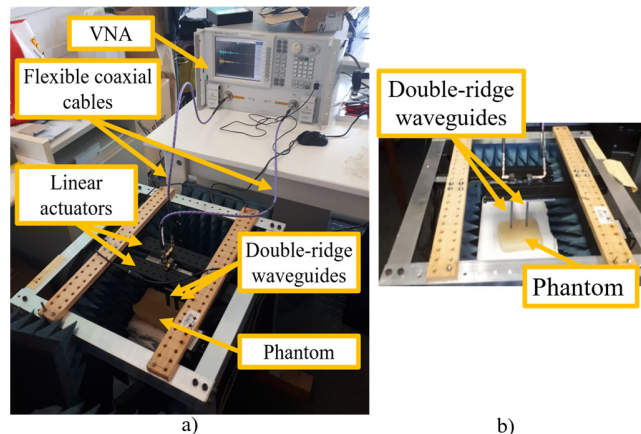 VNA
Flexible coaxial
cables
Linear
actuators
Double-ridge
waveguides
Phantom
a)
Double-ridge
waveguides
Phantom
b)